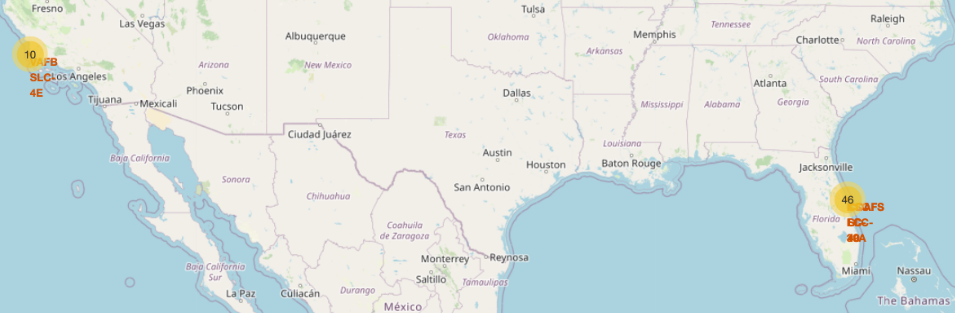 Fresno
Las Vegas
Tulsa
Raleigh
Albuquerque
Oklahoma
Memphis
Tennessee
Charlotte
North Carolina
10
VAFB
SLC-
4E
Los Angeles
Arizona
New Mexico
Arkansas
South Carolina
Phoenix
Tucson
Dallas
Atlanta
Georgia
Tijuana
Mexicali
Mississippi
Alabama
Ciudad Juárez
Texas
Louisiana
Baja California
Austin
Houston
Baton Rouge
Jacksonville
Sonora
Chihuahua
San Antonio
46
Florida
Coahuila
de Zaragoza
Monterrey
Reynosa
Baja California
Sur
Saltillo
Tamaulipas
Miami
Nassau
La Paz
Culiacán
Durango
México
The Bahamas